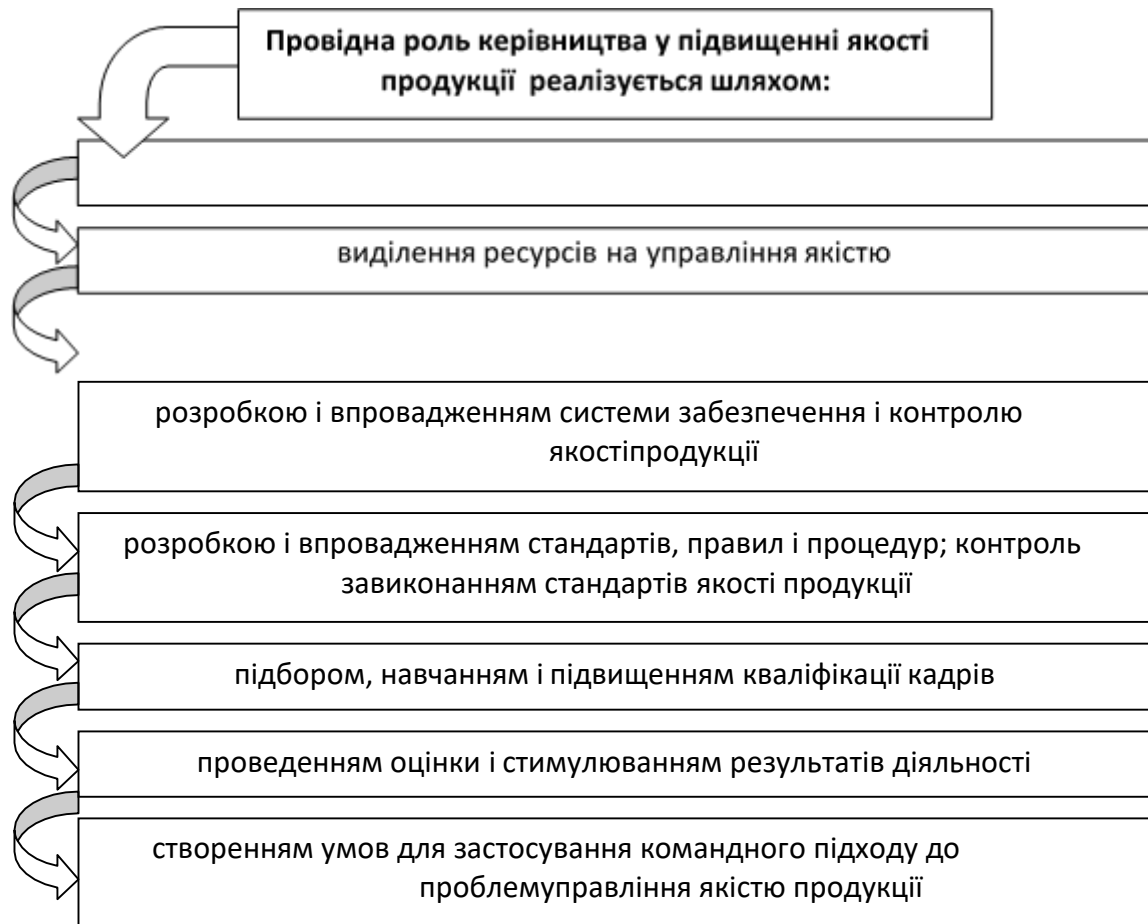 Провідна роль керівництва у підвищенні якості
продукції реалізується шляхом:
виділення ресурсів на управління якістю
розробкою і впровадженням системи забезпечення і контролю
якостіпродукції
розробкою і впровадженням стандартів, правил і процедур; контроль
завиконанням стандартів якості продукції
підбором, навчанням і підвищенням кваліфікації кадрів
проведенням оцінки і стимулюванням результатів діяльності
створенням умов для застосування командного підходу до
проблемуправління якістю продукції